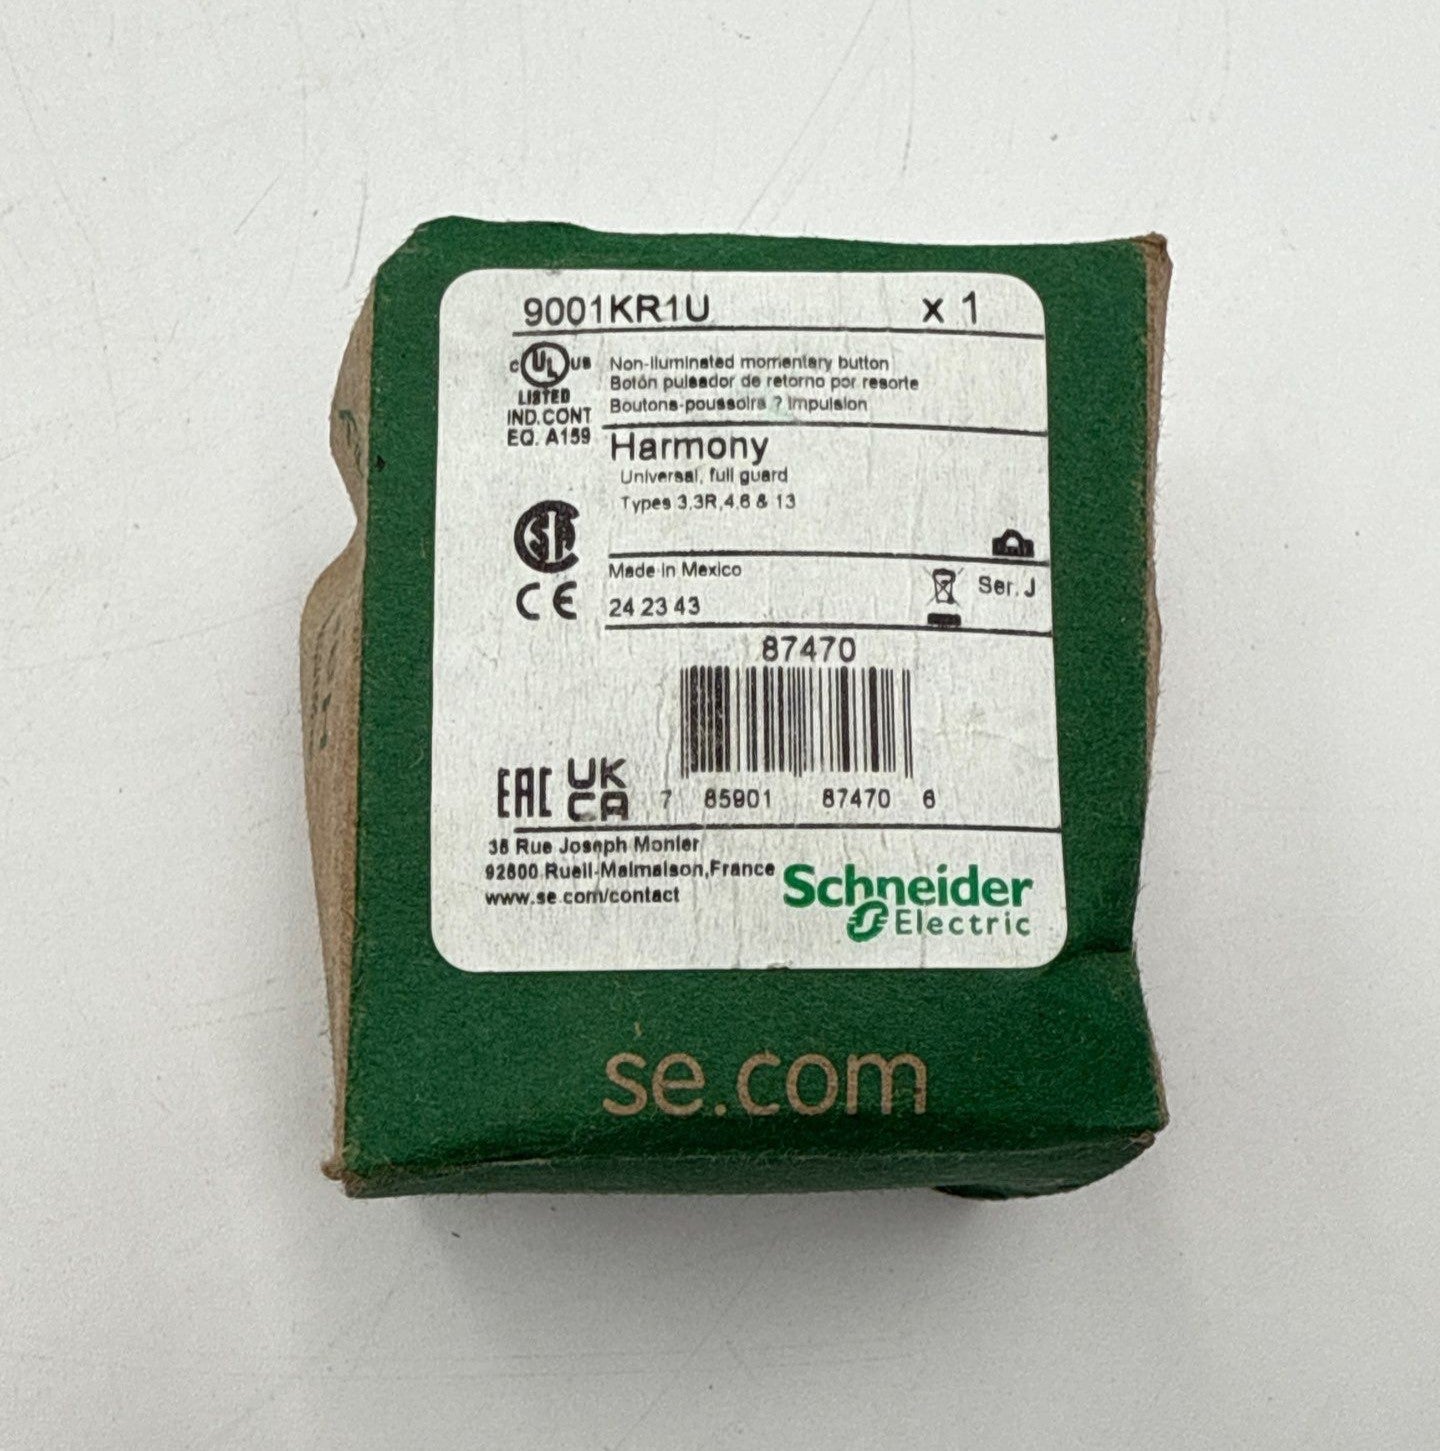 9001KR1U x 1
c UL US
LISTED
IND.CONT
EQ. A159
Non-iluminated momentary button
Botón pulsador de retorno por resorte
Boutons-poussoirs ? impulsion
Harmony
Universal, full guard
Types 3,3R,4,6 & 13
SA
CE
Made in Mexico
24 23 43
Ser. J
87470
7 85901 87470 6
EAC UK
CA
35 Rue Joseph Monier
92500 Rueil-Malmaison,France
www.se.com/contact
Schneider
Electric
se.com